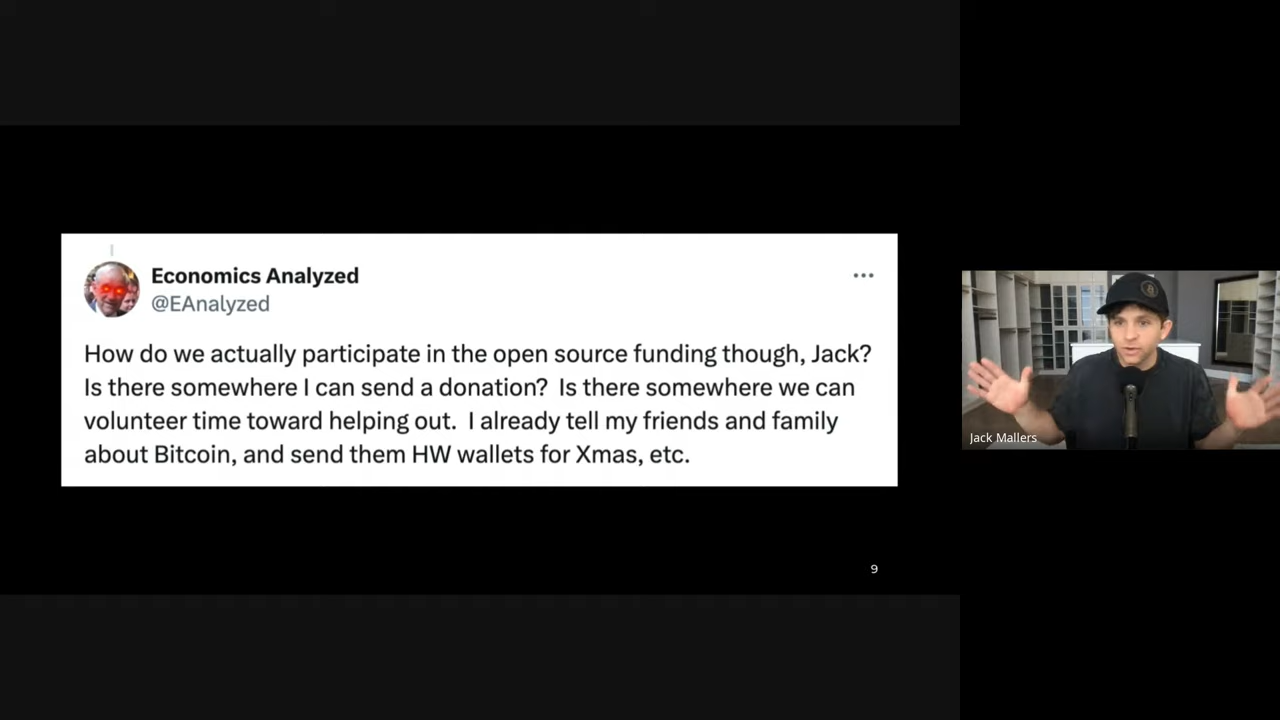 Economics Analyzed
@EAnalyzed
How do we actually participate in the open source funding though, Jack?
Is there somewhere I can send a donation?  Is there somewhere we can
volunteer time toward helping out.  I already tell my friends and family
about Bitcoin, and send them HW wallets for Xmas, etc.
9
Jack Mallers